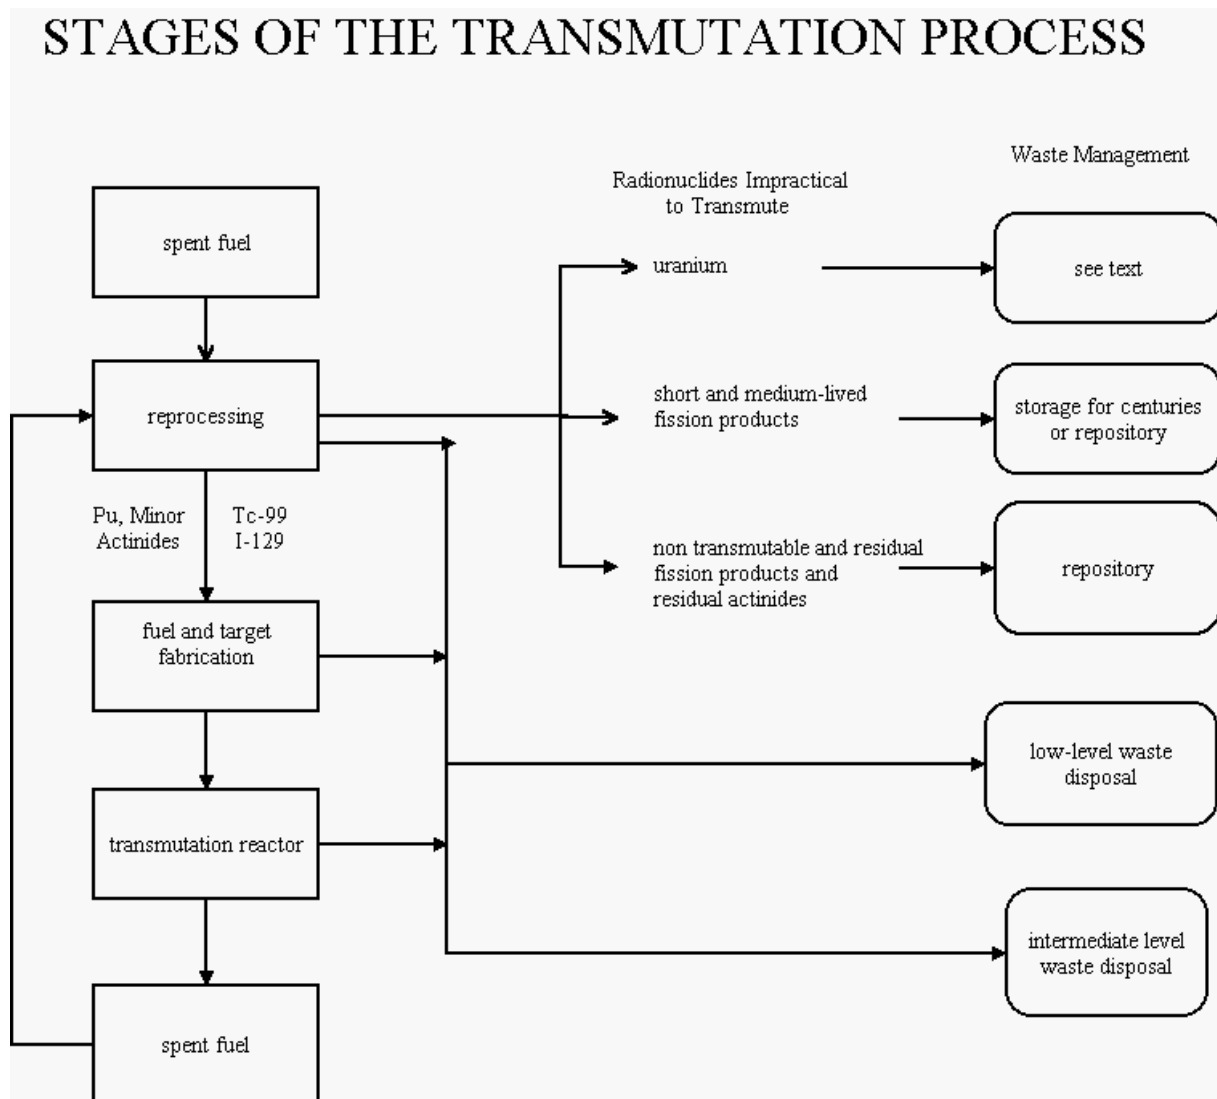 STAGES OF THE TRANSMUTATION PROCESS
Waste Management
Radionuclides Impractical
to Transmute
spent fuel
uranium
see text
reprocessing
short and medium-lived
fission products
storage for centuries
or repository
Pu, Minor
Actinides
Tc-99
I-129
non transmutable and residual
fission products and
residual actinides
repository
fuel and target
fabrication
low-level waste
disposal
transmutation reactor
intermediate level
waste disposal
spent fuel